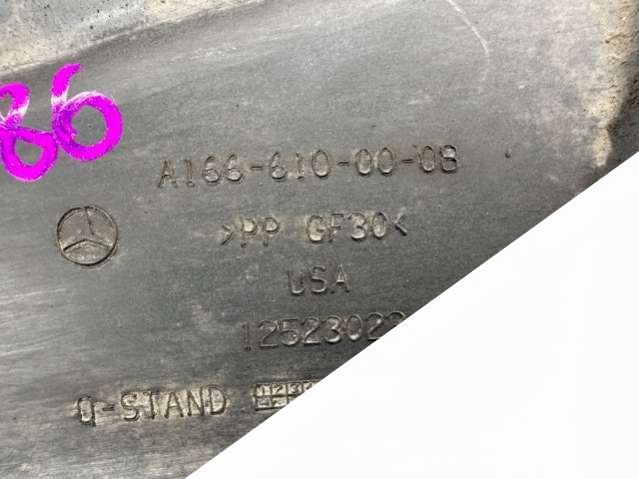 86
A166-610-00-08
>PP GF30<
USA
Q-STAND